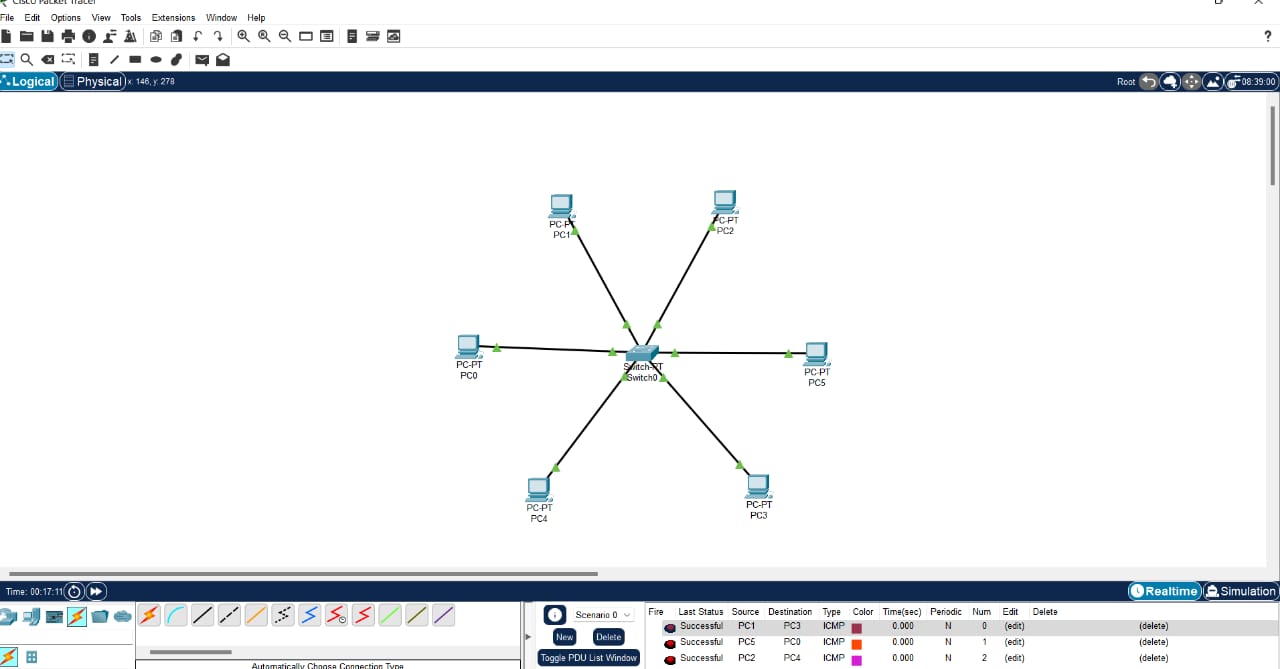 Cisco Packet Tracer
File Edit Options View Tools Extensions Window Help
?
Logical Physical x: 146, y: 278 Root 08:39:00
PC-PT
PC1
PC-PT
PC2
PC-PT
PC0
Switch-PT
Switch0
PC-PT
PC5
PC-PT
PC4
PC-PT
PC3
Time: 00:17:11 Realtime Simulation
Scenario 0 Fire Last Status Source Destination Type Color Time(sec) Periodic Num Edit Delete
Successful PC1 PC3 ICMP 0.000 N 0 (edit) (delete)
New Delete Successful PC5 PC0 ICMP 0.000 N 1 (edit) (delete)
Toggle PDU List Window Successful PC2 PC4 ICMP 0.000 N 2 (edit) (delete)
Automatically Choose Connection Type